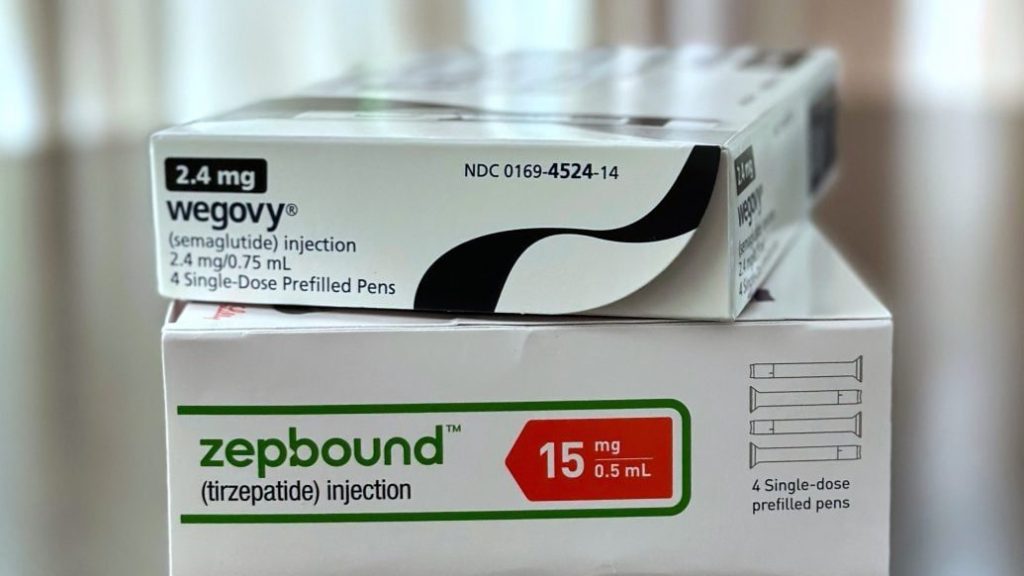 2.4 mg
NDC 0169-4524-14
wegovy®
(semaglutide) injection
2.4 mg/0.75 mL
4 Single-Dose Prefilled Pens
2.4 mg
wegovy
zepbound™
(tirzepatide) injection
15 mg
0.5 mL
4 Single-dose
prefilled pens